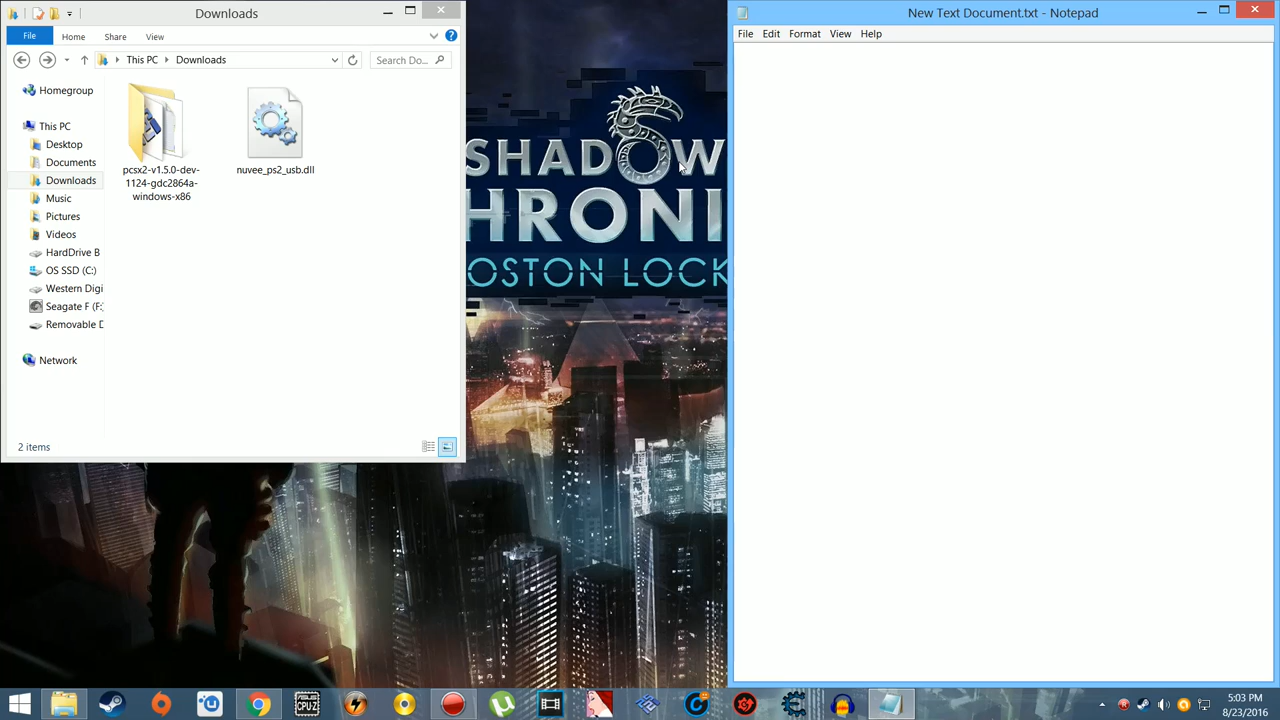 Downloads
File Home Share View
This PC Downloads
Search Do...
Homegroup
This PC
Desktop
Documents
Downloads
Music
Pictures
Videos
HardDrive B
OS SSD (C:)
Western Digi
Seagate F (F:
Removable D
Network
pcsx2-v1.5.0-dev-
1124-gdc2864a-
windows-x86
nuvee_ps2_usb.dll
2 items
SHADOW
HRONI
OSTON LOCK
New Text Document.txt - Notepad
File Edit Format View Help
ASUS
CPU-Z
5:03 PM
8/23/2016